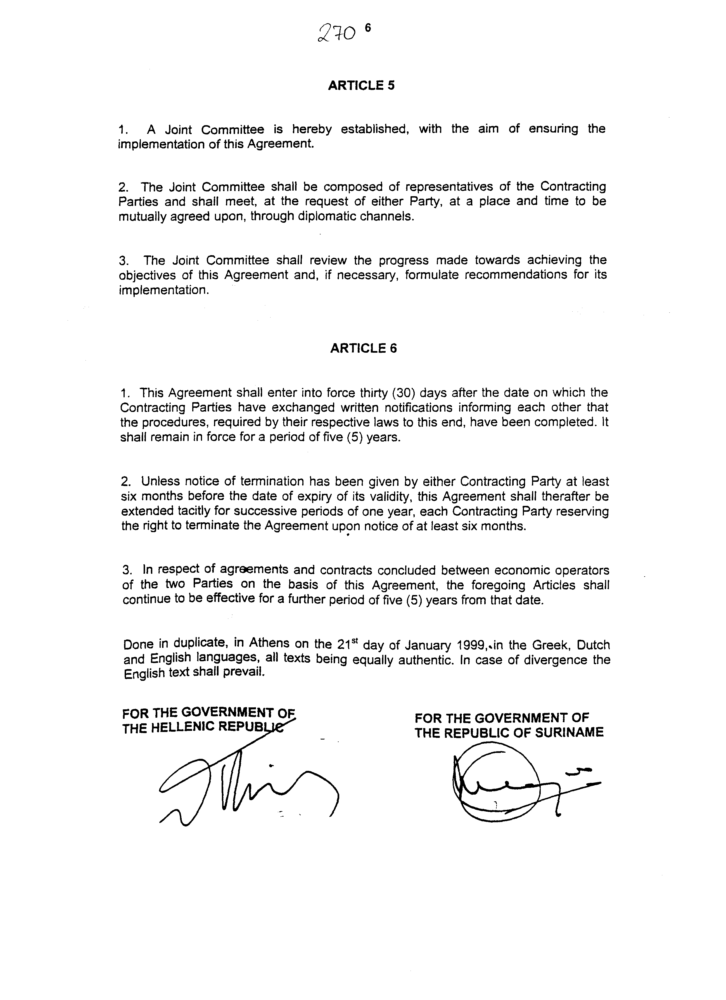 270 6
ARTICLE 5
1. A Joint Committee is hereby established, with the aim of ensuring the
implementation of this Agreement.
2. The Joint Committee shall be composed of representatives of the Contracting
Parties and shall meet, at the request of either Party, at a place and time to be
mutually agreed upon, through diplomatic channels.
3. The Joint Committee shall review the progress made towards achieving the
objectives of this Agreement and, if necessary, formulate recommendations for its
implementation.
ARTICLE 6
1. This Agreement shall enter into force thirty (30) days after the date on which the
Contracting Parties have exchanged written notifications informing each other that
the procedures, required by their respective laws to this end, have been completed. It
shall remain in force for a period of five (5) years.
2. Unless notice of termination has been given by either Contracting Party at least
six months before the date of expiry of its validity, this Agreement shall therafter be
extended tacitly for successive periods of one year, each Contracting Party reserving
the right to terminate the Agreement upon notice of at least six months.
3. In respect of agreements and contracts concluded between economic operators
of the two Parties on the basis of this Agreement, the foregoing Articles shall
continue to be effective for a further period of five (5) years from that date.
Done in duplicate, in Athens on the 21st day of January 1999, in the Greek, Dutch
and English languages, all texts being equally authentic. In case of divergence the
English text shall prevail.
FOR THE GOVERNMENT OF
THE HELLENIC REPUBLIC
FOR THE GOVERNMENT OF
THE REPUBLIC OF SURINAME